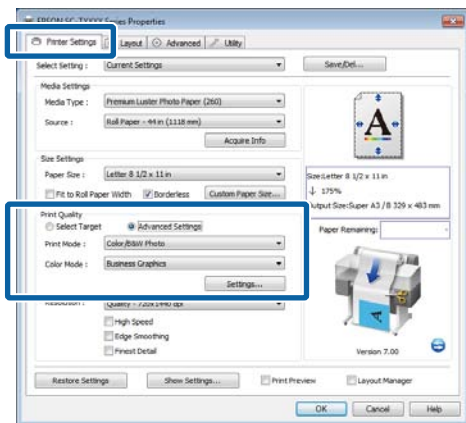 EPSON SC-TXXXX Series Properties
Printer Settings Layout Advanced Utility
Select Setting : Current Settings Save/Del...
Media Settings
Media Type : Premium Luster Photo Paper (260)
Source : Roll Paper - 44 in (1118 mm)
Acquire Info
Size Settings
Paper Size : Letter 8 1/2 x 11 in
Fit to Roll Paper Width Borderless Custom Paper Size...
Size:Letter 8 1/2 x 11 in
↓ 175%
Output Size:Super A3 / B 329 x 483 mm
Print Quality
Select Target Advanced Settings
Paper Remaining:
Print Mode : Color/B&W Photo
Color Mode : Business Graphics
Settings...
Resolution : Quality - 720x1440 dpi
High Speed
Edge Smoothing
Finest Detail
Version 7.00
Restore Settings Show Settings... Print Preview Layout Manager
OK Cancel Help